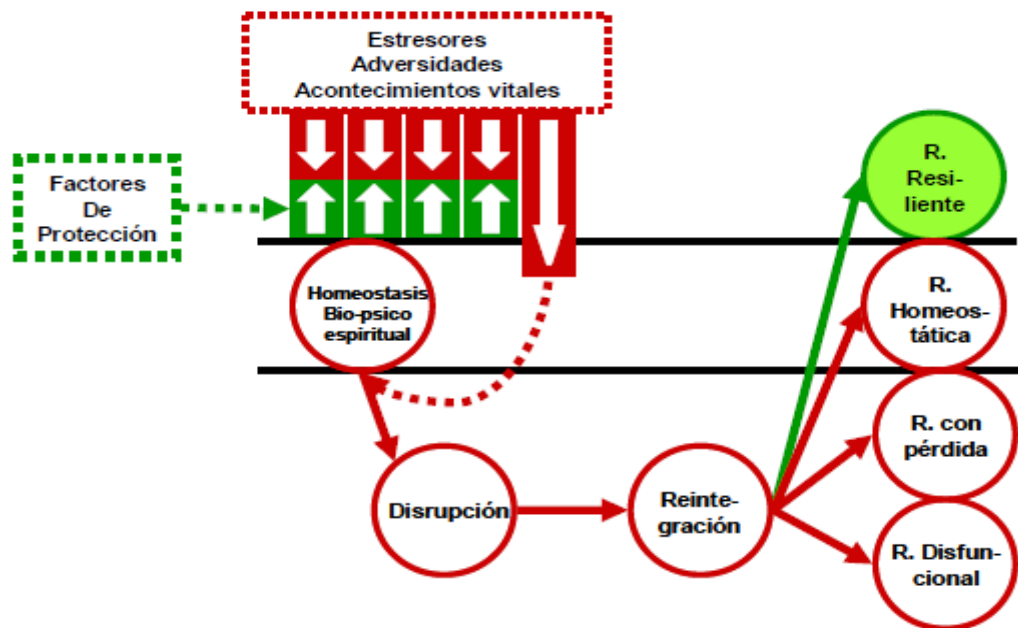 Estresores
Adversidades
Acontecimientos vitales
Factores
De
Protección
Homeostasis
Bio-psico
espiritual
Disrupción
Reinte-
gración
R.
Resi-
liente
R.
Homeos-
tática
R. con
pérdida
R. Disfun-
cional